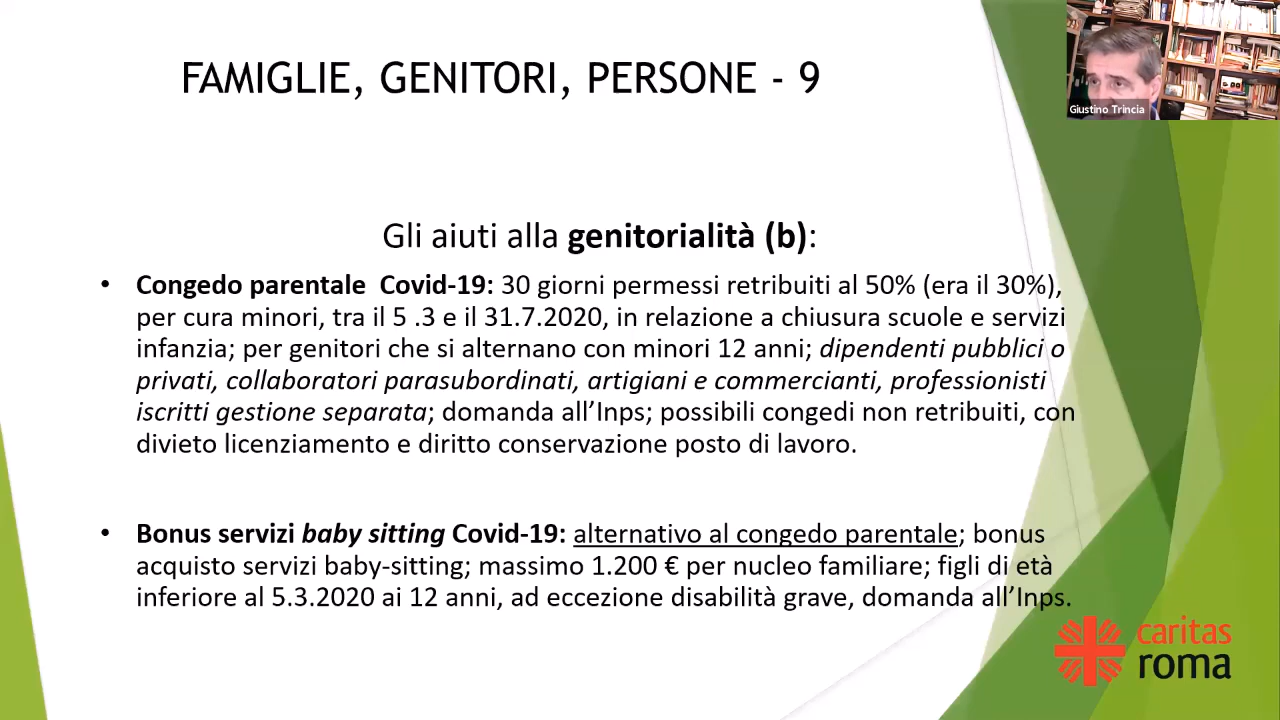 FAMIGLIE, GENITORI, PERSONE - 9
Giustino Trincia
Gli aiuti alla genitorialità (b):
• Congedo parentale Covid-19: 30 giorni permessi retribuiti al 50% (era il 30%),
per cura minori, tra il 5 .3 e il 31.7.2020, in relazione a chiusura scuole e servizi
infanzia; per genitori che si alternano con minori 12 anni; dipendenti pubblici o
privati, collaboratori parasubordinati, artigiani e commercianti, professionisti
iscritti gestione separata; domanda all’Inps; possibili congedi non retribuiti, con
divieto licenziamento e diritto conservazione posto di lavoro.
• Bonus servizi baby sitting Covid-19: alternativo al congedo parentale; bonus
acquisto servizi baby-sitting; massimo 1.200 € per nucleo familiare; figli di età
inferiore al 5.3.2020 ai 12 anni, ad eccezione disabilità grave, domanda all’Inps.
caritas
roma